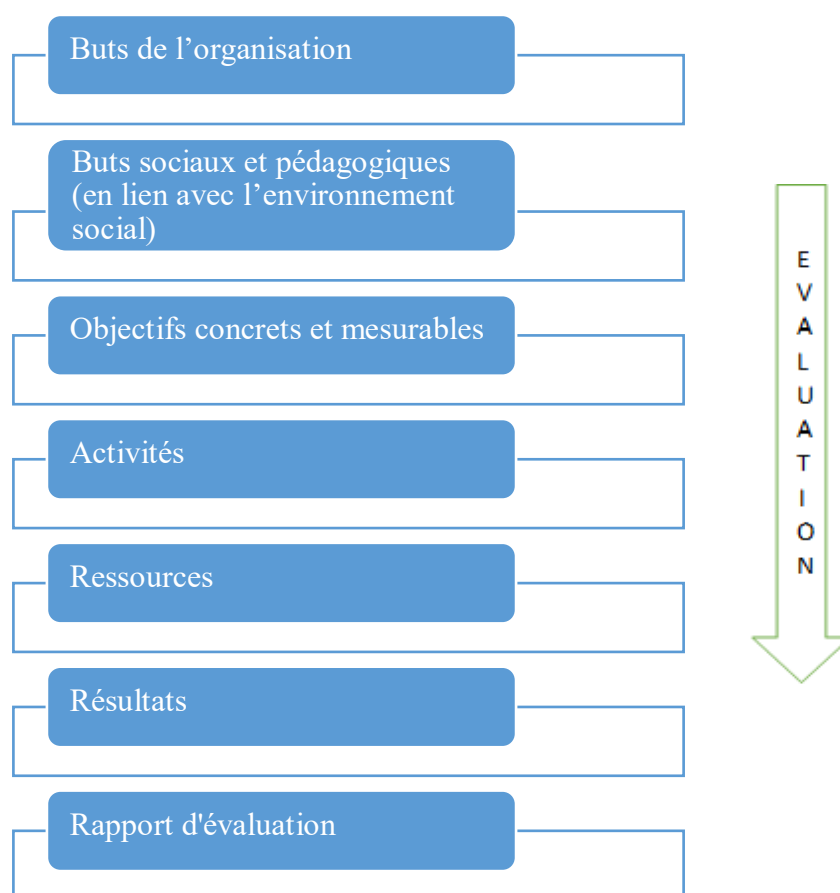 Buts de l’organisation
Buts sociaux et pédagogiques
(en lien avec l’environnement
social)
Objectifs concrets et mesurables
Activités
Ressources
Résultats
Rapport d'évaluation
E
V
A
L
U
A
T
I
O
N